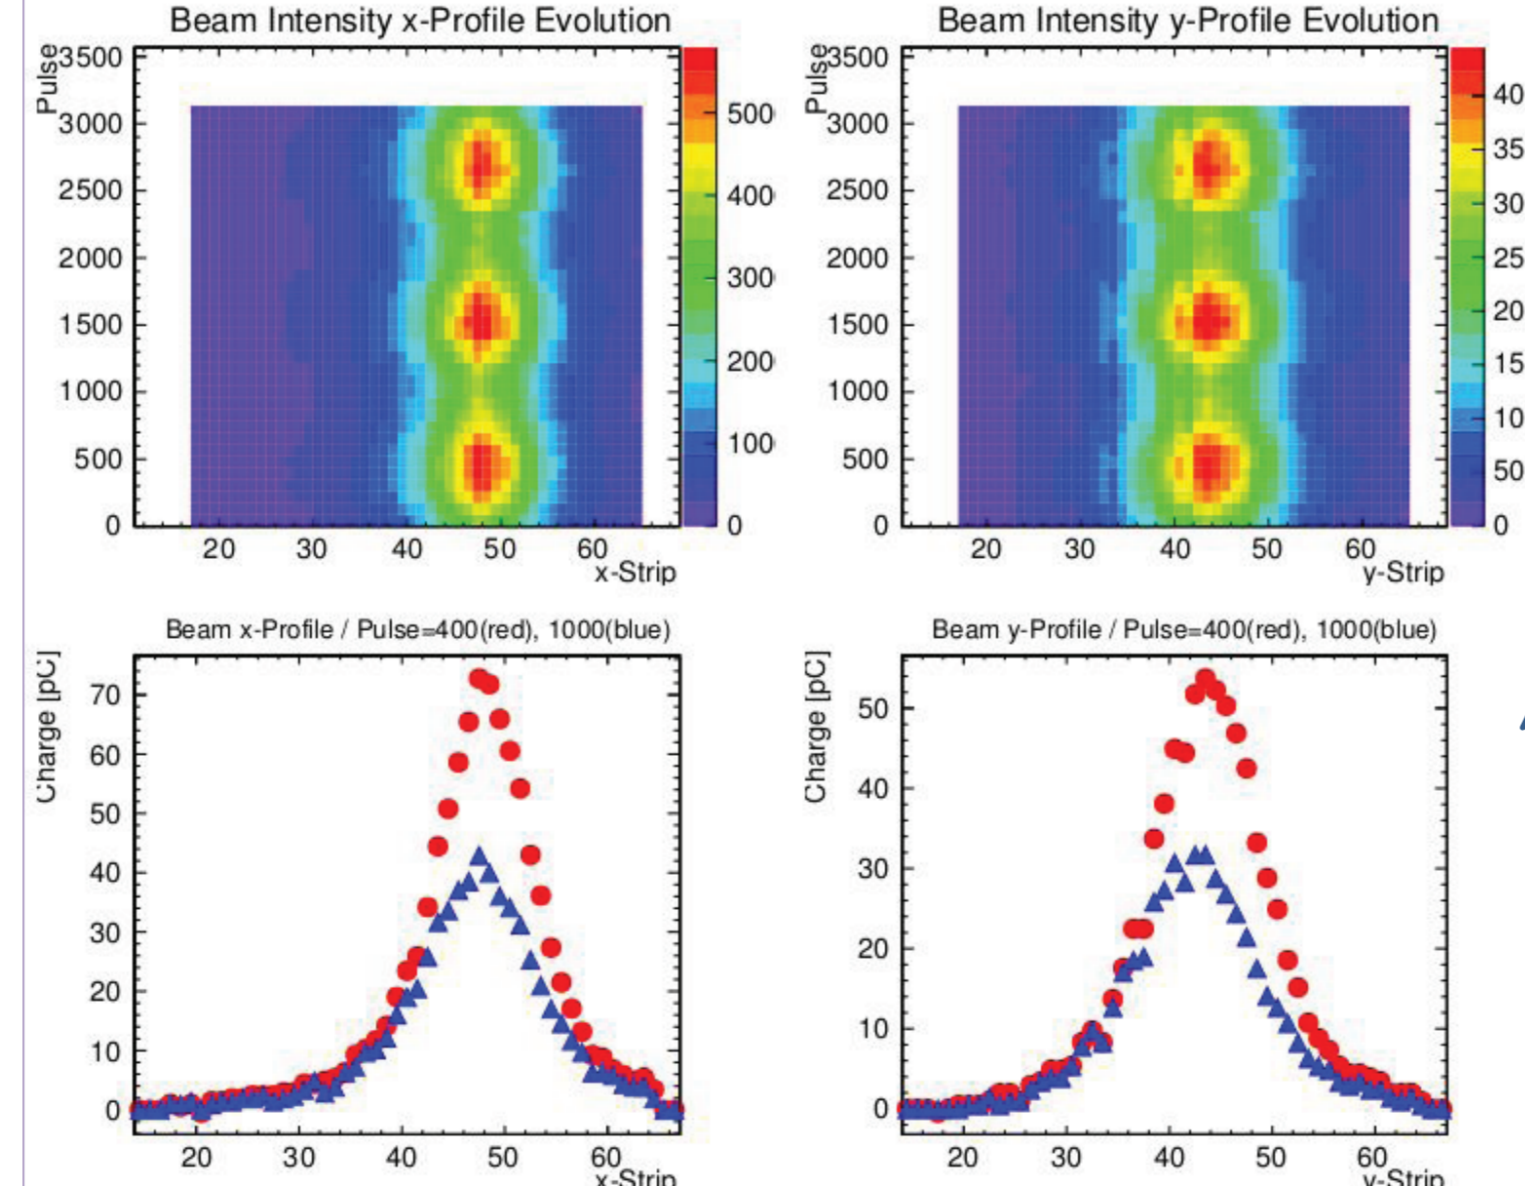 Beam Intensity x-Profile Evolution
Pulse
3500
3000
2500
2000
1500
1000
500
0
20 30 40 50 60
x-Strip
500
400
300
200
100
0
Beam Intensity y-Profile Evolution
Pulse
3500
3000
2500
2000
1500
1000
500
0
20 30 40 50 60
y-Strip
40
35
30
25
20
15
10
50
0
Beam x-Profile / Pulse=400(red), 1000(blue)
Charge [pC]
70
60
50
40
30
20
10
0
20 30 40 50 60
x-Strip
Beam y-Profile / Pulse=400(red), 1000(blue)
Charge [pC]
50
40
30
20
10
0
20 30 40 50 60
y-Strip